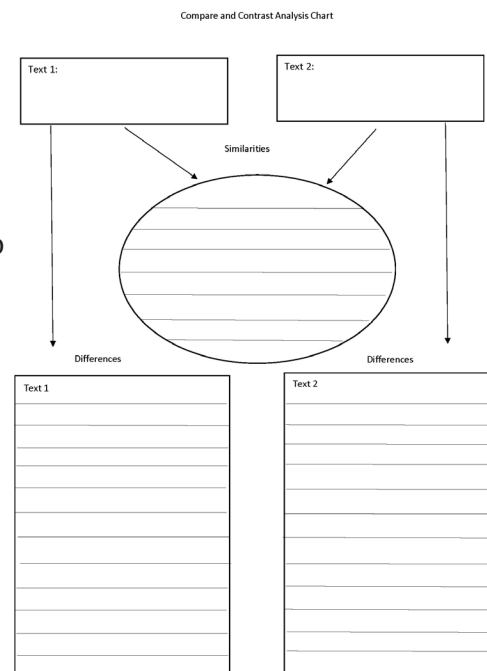 Compare and Contrast Analysis Chart
Text 1:
Text 2:
Similarities
Differences
Differences
Text 1
Text 2